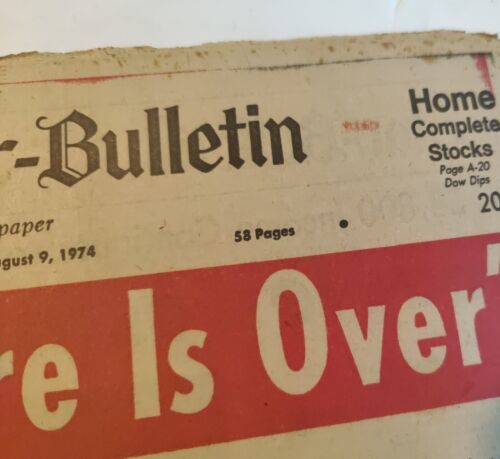 r-Bulletin
Home
Complete
Stocks
Page A-20
Dow Dips
20
paper
58 Pages •
gust 9, 1974
re Is Over'